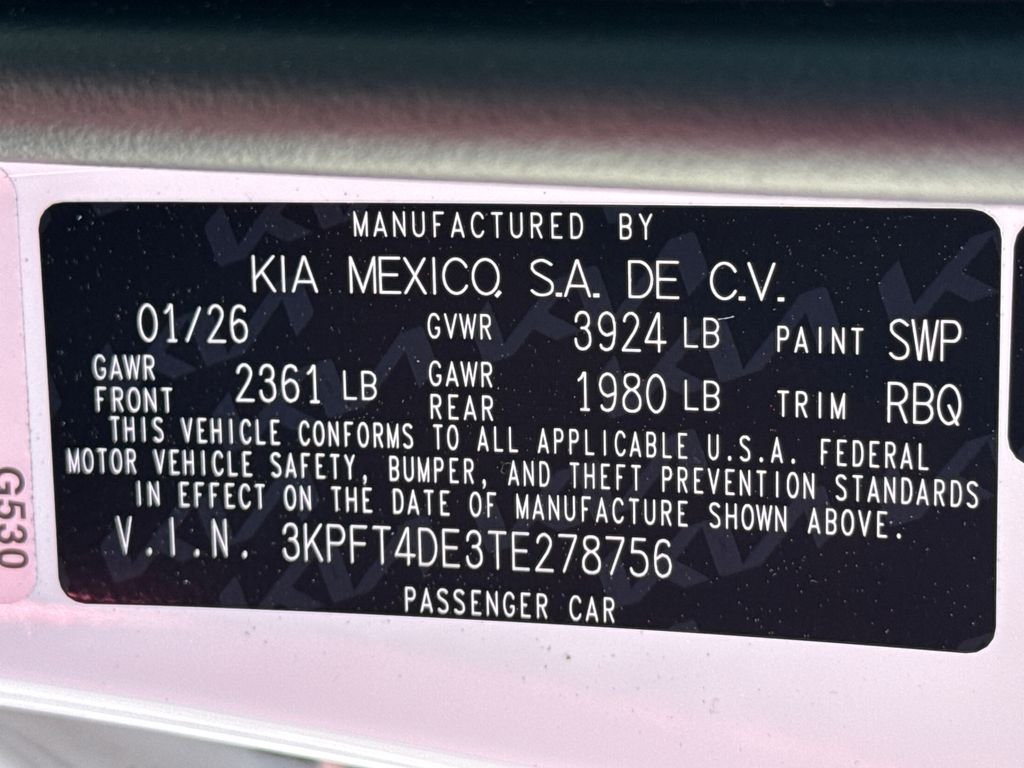 MANUFACTURED BY
KIA MEXICO, S.A. DE C.V.
01/26 GVWR 3924 LB PAINT SWP
GAWR FRONT 2361 LB GAWR REAR 1980 LB TRIM RBQ
THIS VEHICLE CONFORMS TO ALL APPLICABLE U.S.A. FEDERAL
MOTOR VEHICLE SAFETY, BUMPER, AND THEFT PREVENTION STANDARDS
IN EFFECT ON THE DATE OF MANUFACTURE SHOWN ABOVE.
V.I.N. 3KPFT4DE3TE278756
PASSENGER CAR
G530